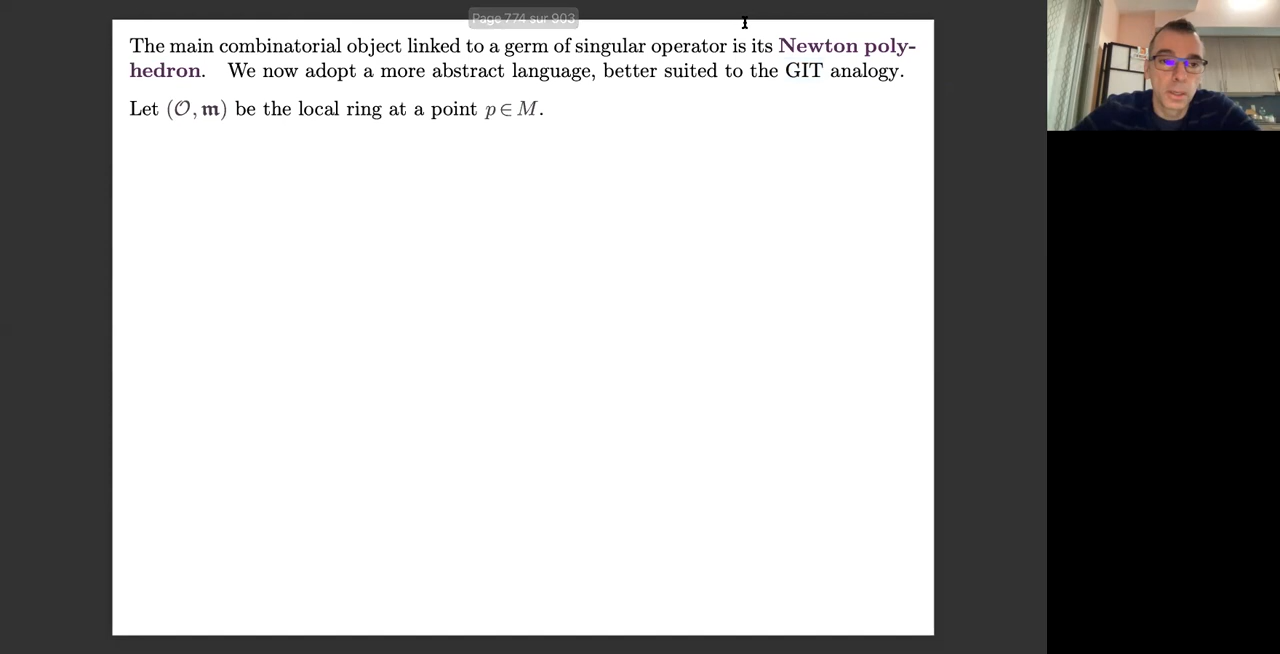 Page 774 sur 903
The main combinatorial object linked to a germ of singular operator is its Newton poly-
hedron. We now adopt a more abstract language, better suited to the GIT analogy.
Let (𝒪, 𝔪) be the local ring at a point p ∈ M.